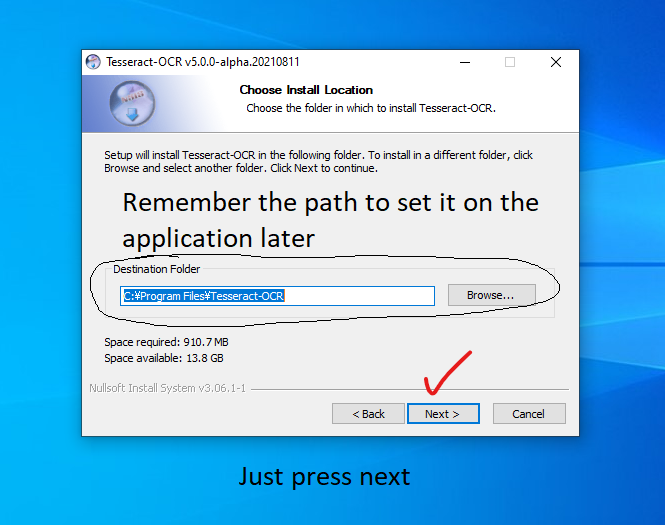 Tesseract-OCR v5.0.0-alpha.20210811
Choose Install Location
Choose the folder in which to install Tesseract-OCR.
Setup will install Tesseract-OCR in the following folder. To install in a different folder, click
Browse and select another folder. Click Next to continue.
Remember the path to set it on the
application later
Destination Folder
C:¥Program Files¥Tesseract-OCR
Browse...
Space required: 910.7 MB
Space available: 13.8 GB
Nullsoft Install System v3.06.1-1
< Back
Next >
Cancel
Just press next